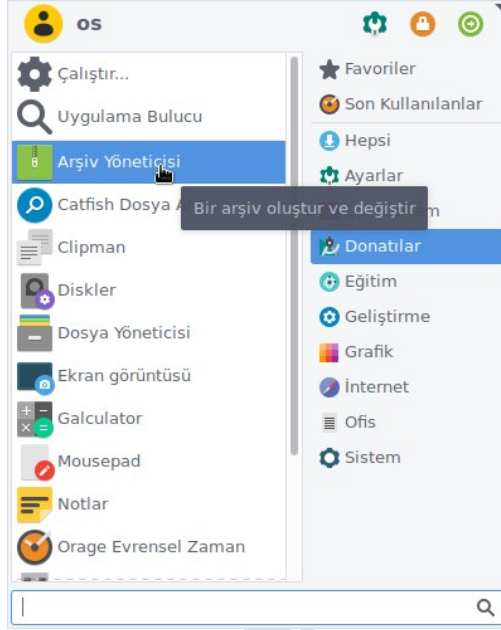 os
Çalıştır...
Uygulama Bulucu
Arşiv Yöneticisi
Catfish Dosya
Bir arşiv oluştur ve değiştir
Clipman
Diskler
Dosya Yöneticisi
Ekran görüntüsü
Galculator
Mousepad
Notlar
Orage Evrensel Zaman
Favoriler
Son Kullanılanlar
Hepsi
Ayarlar
Donatılar
Eğitim
Geliştirme
Grafik
İnternet
Ofis
Sistem